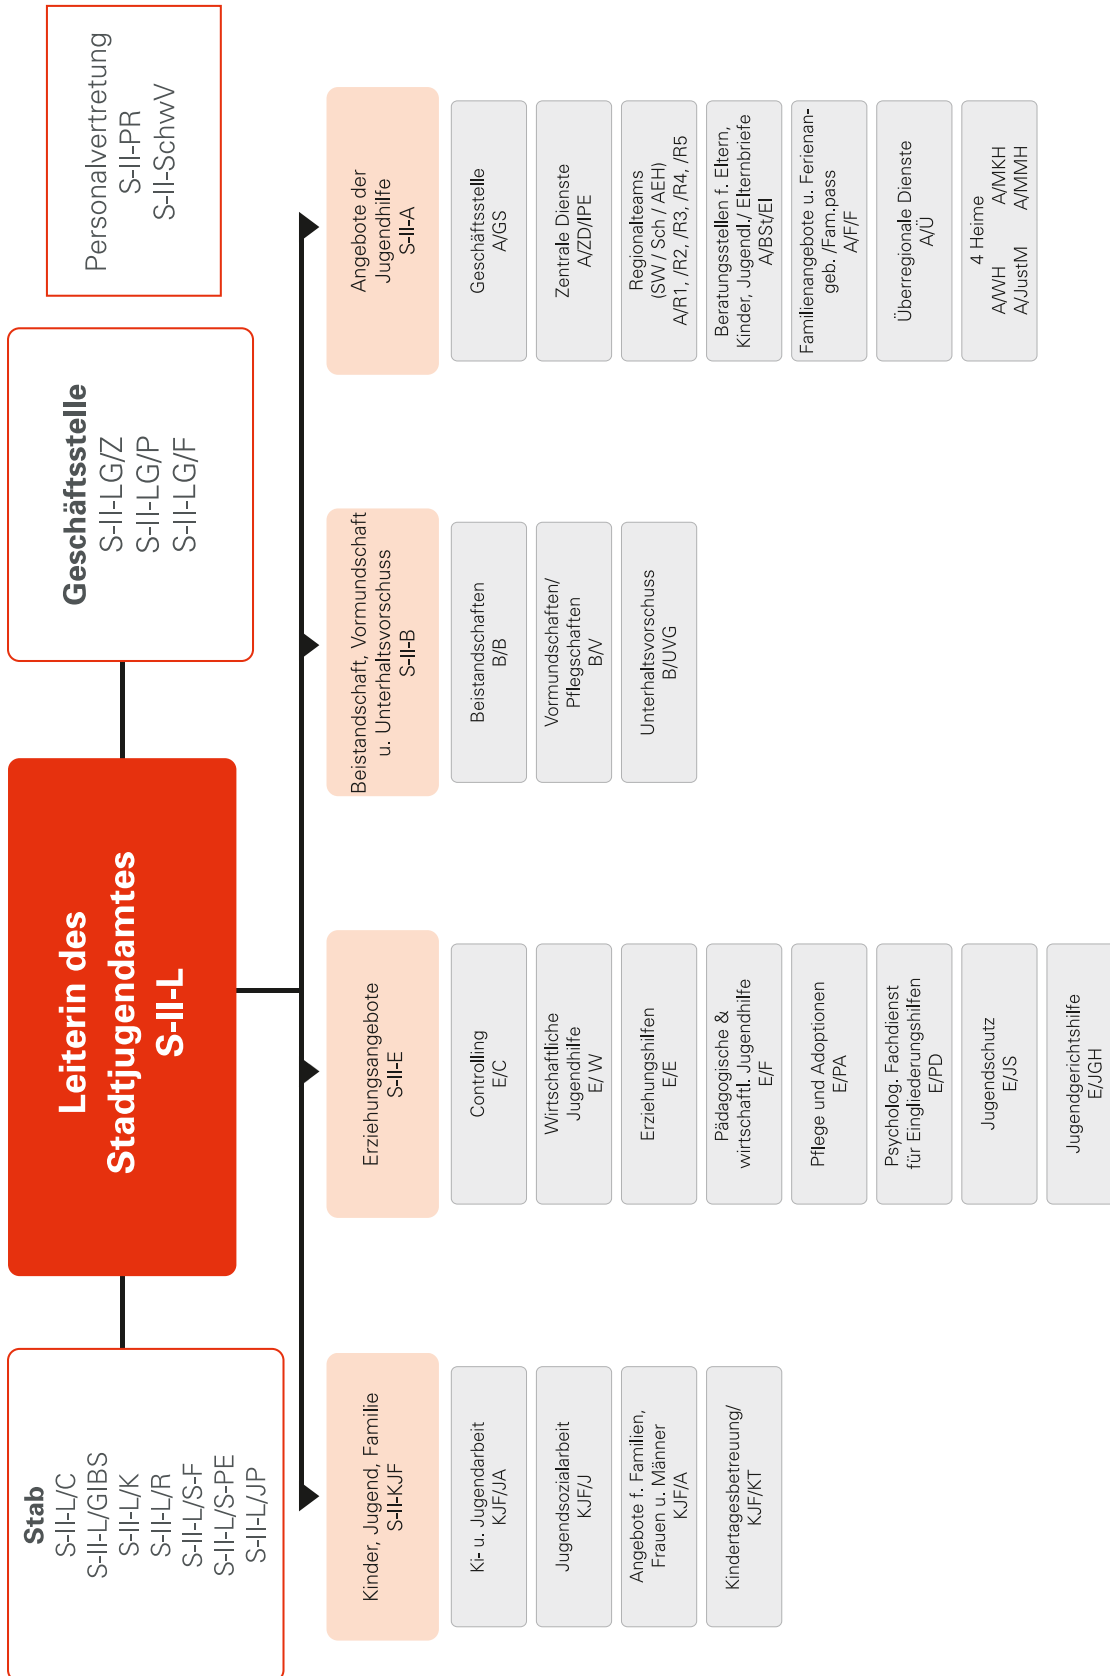 Stab
S-II-L/C
S-II-L/GIBS
S-II-L/K
S-II-L/R
S-II-L/S-F
S-II-L/S-PE
S-II-L/JP
Leiterin des
Stadtjugendamtes
S-II-L
Geschäftsstelle
S-II-LG/Z
S-II-LG/P
S-II-LG/F
Personalvertretung
S-II-PR
S-II-SchwV
Kinder, Jugend, Familie
S-II-KJF
Ki- u. Jugendarbeit
KJF/JA
Jugendsozialarbeit
KJF/J
Angebote f. Familien,
Frauen u. Männer
KJF/A
Kindertagesbetreuung/
KJF/KT
Erziehungsangebote
S-II-E
Controlling
E/C
Wirtschaftliche
Jugendhilfe
E/ W
Erziehungshilfen
E/E
Pädagogische &
wirtschaftl. Jugendhilfe
E/F
Pflege und Adoptionen
E/PA
Psycholog. Fachdienst
für Eingliederungshilfen
E/PD
Jugendschutz
E/JS
Jugendgerichtshilfe
E/JGH
Beistandschaft, Vormundschaft
u. Unterhaltsvorschuss
S-II-B
Beistandschaften
B/B
Vormundschaften/
Pflegschaften
B/V
Unterhaltsvorschuss
B/UVG
Angebote der
Jugendhilfe
S-II-A
Geschäftsstelle
A/GS
Zentrale Dienste
A/ZD/IPE
Regionalteams
(SW / Sch / AEH)
A/R1, /R2, /R3, /R4, /R5
Beratungsstellen f. Eltern,
Kinder, Jugendl./ Elternbriefe
A/BSt/El
Familienangebote u. Ferienan-
geb. /Fam.pass
A/F/F
Überregionale Dienste
A/Ü
4 Heime
A/WH A/MKH
A/JustM A/MMH